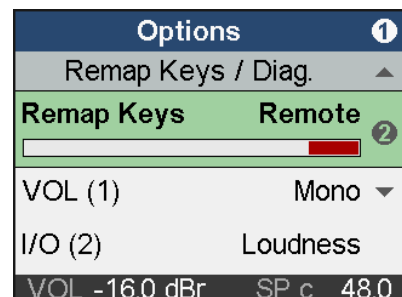 Options 1
Remap Keys / Diag.
Remap Keys Remote 2
VOL (1) Mono
I/O (2) Loudness
VOL -16.0 dBr SP c 48.0